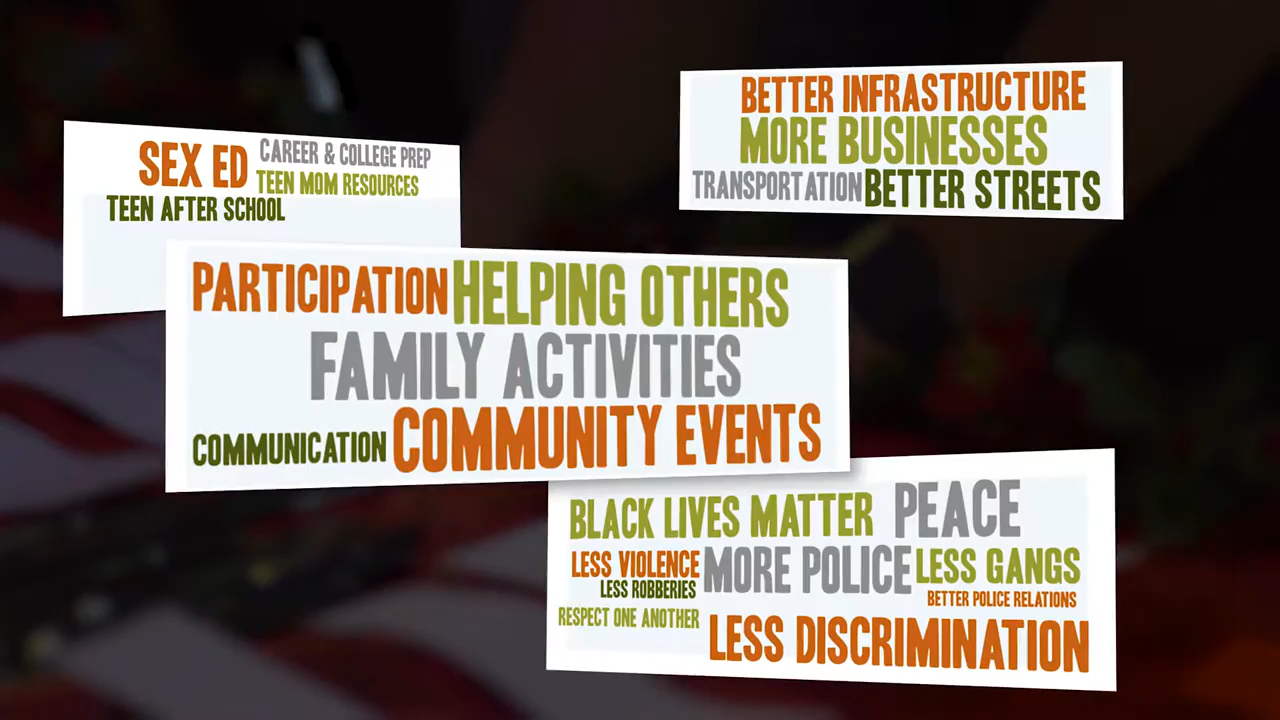 SEX ED
CAREER & COLLEGE PREP
TEEN MOM RESOURCES
TEEN AFTER SCHOOL
BETTER INFRASTRUCTURE
MORE BUSINESSES
TRANSPORTATION BETTER STREETS
PARTICIPATION HELPING OTHERS
FAMILY ACTIVITIES
COMMUNICATION COMMUNITY EVENTS
BLACK LIVES MATTER PEACE
LESS VIOLENCE MORE POLICE LESS GANGS
LESS ROBBERIES
BETTER POLICE RELATIONS
RESPECT ONE ANOTHER
LESS DISCRIMINATION